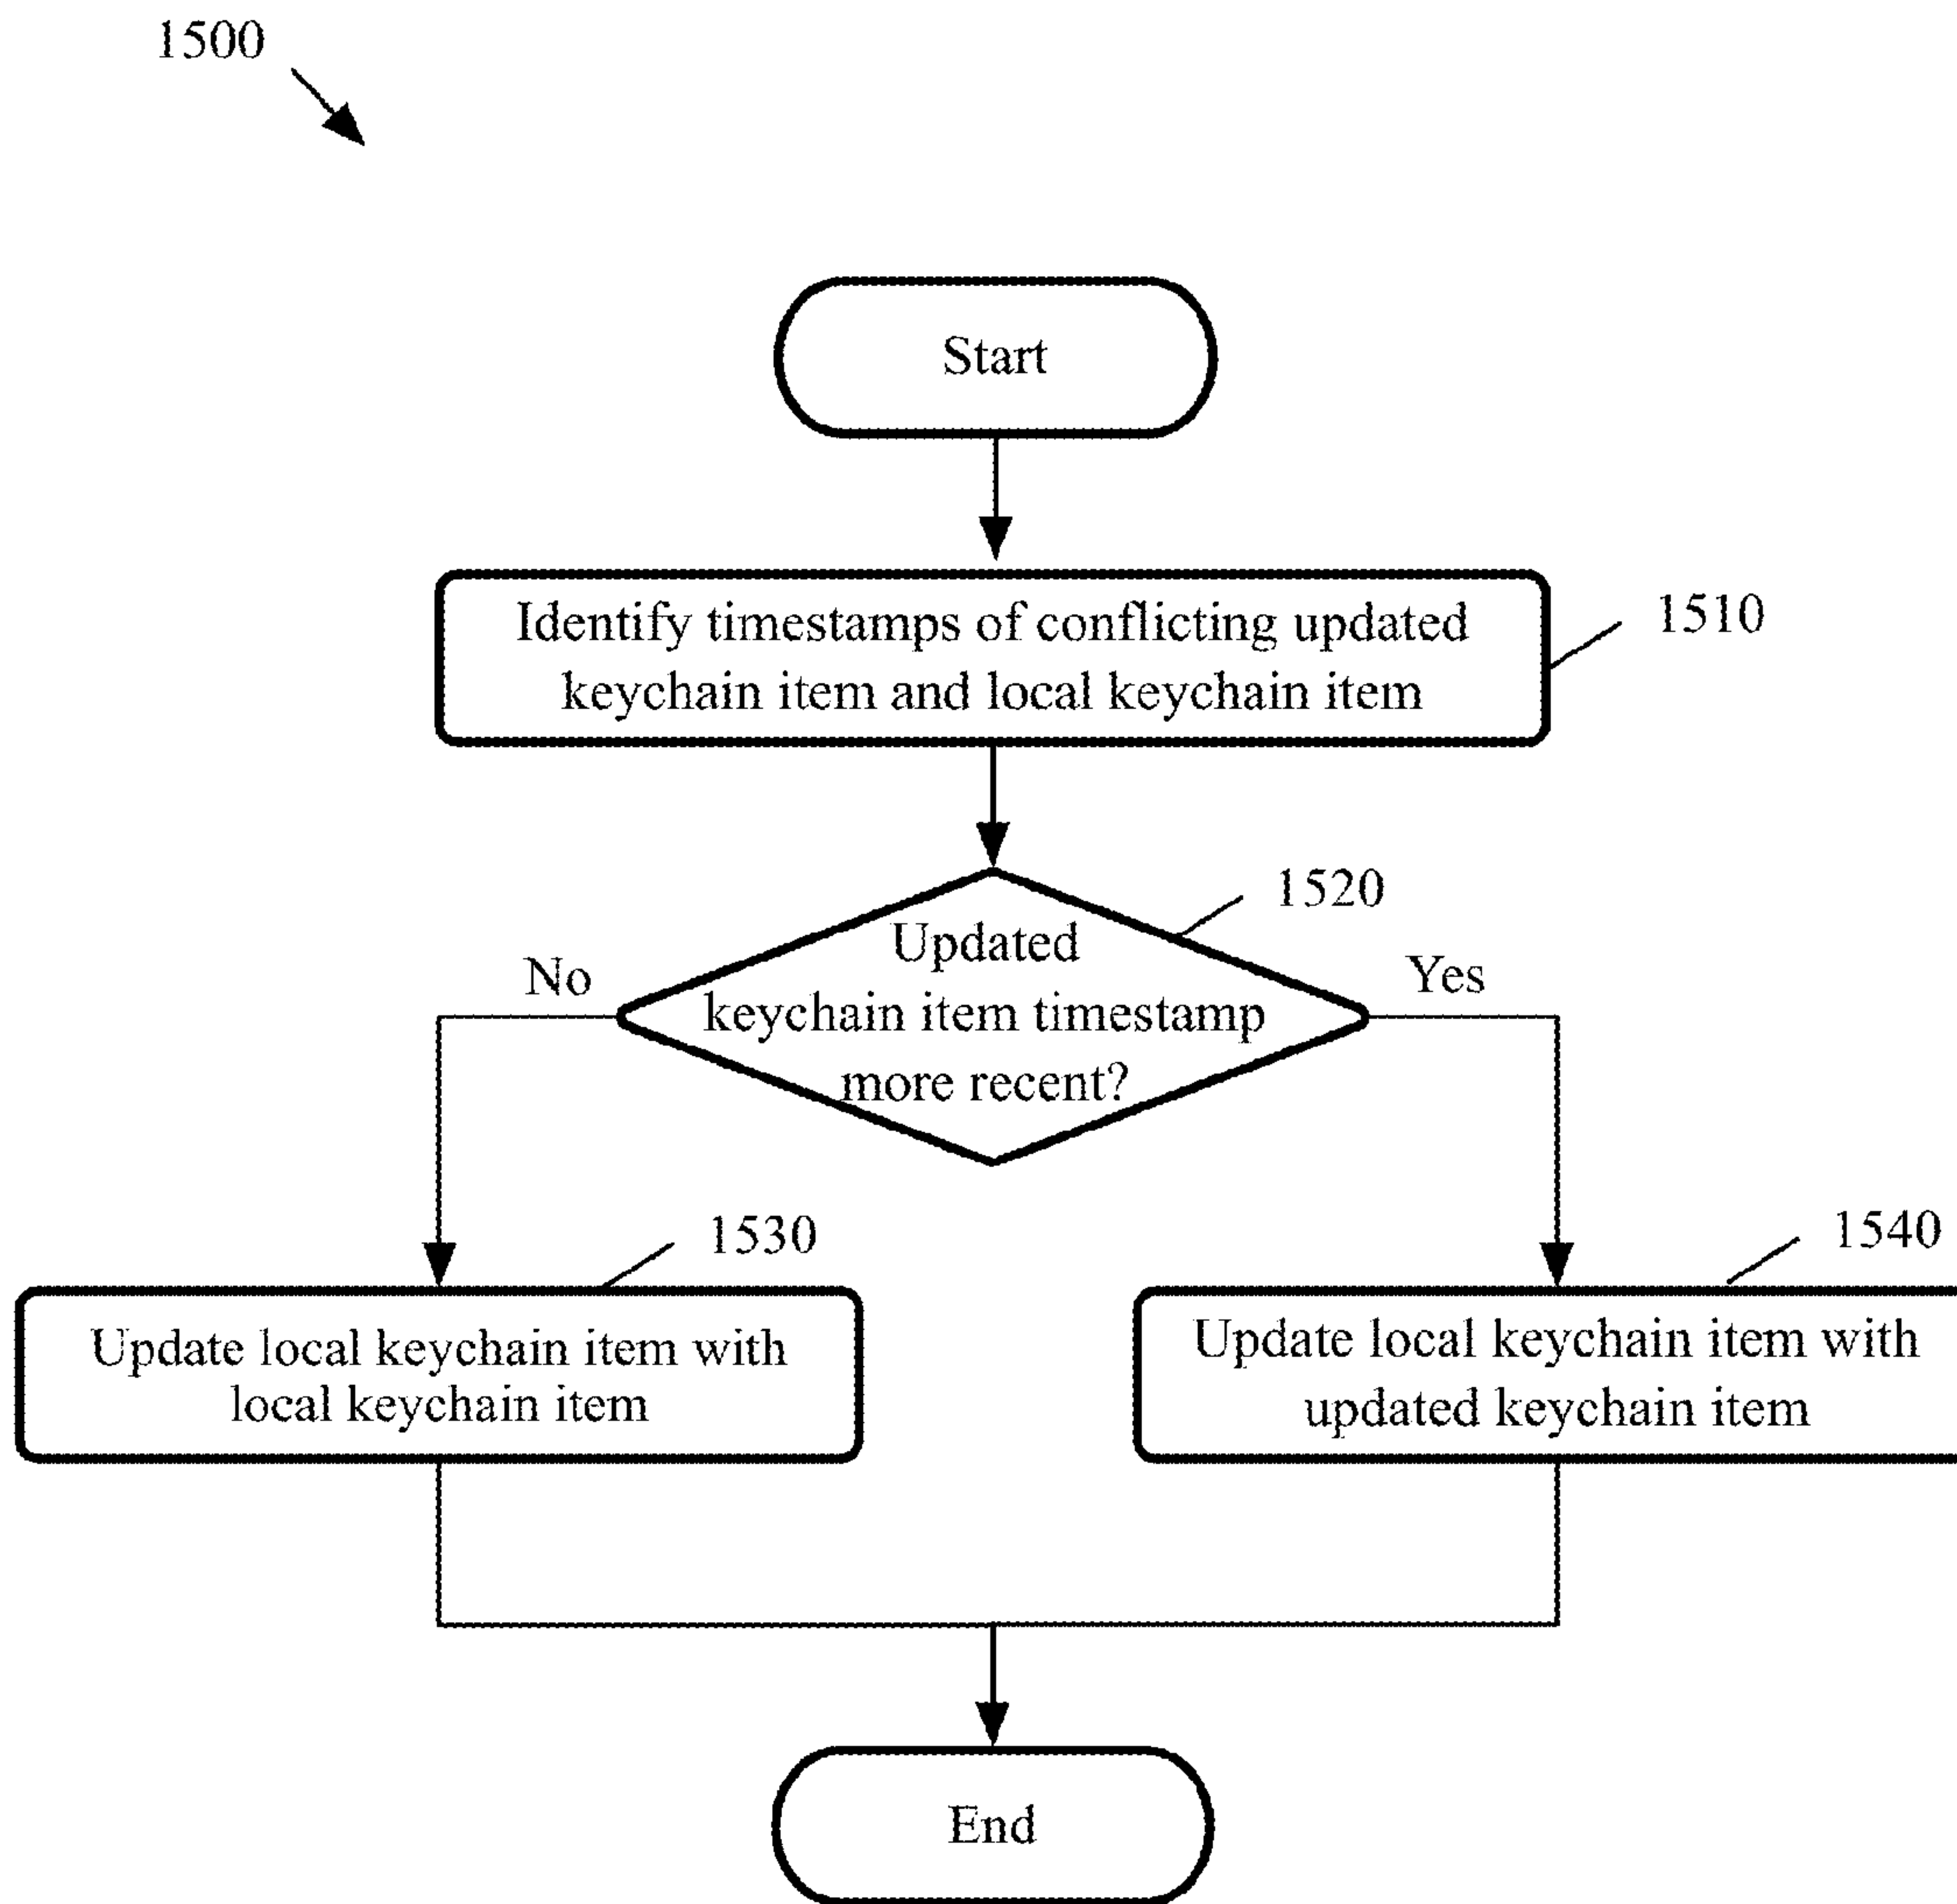 1500
Start
Identify timestamps of conflicting updated
keychain item and local keychain item
1510
1520
Updated
keychain item timestamp
more recent?
No
Yes
1530
1540
Update local keychain item with
local keychain item
Update local keychain item with
updated keychain item
End